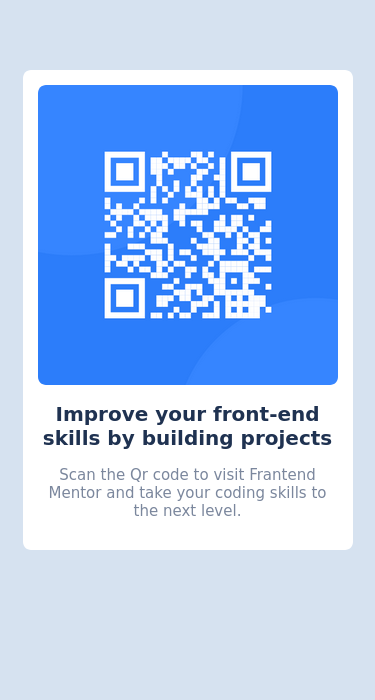 Improve your front-end
skills by building projects
Scan the Qr code to visit Frantend
Mentor and take your coding skills to
the next level.